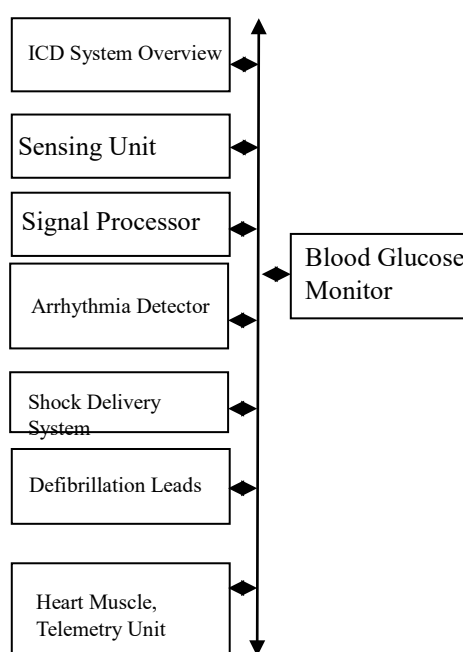 ICD System Overview
Sensing Unit
Signal Processor
Arrhythmia Detector
Shock Delivery
System
Defibrillation Leads
Heart Muscle,
Telemetry Unit
Blood Glucose
Monitor